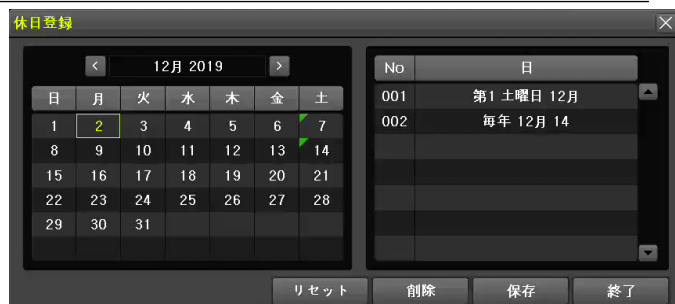 休日登録
< 12月 2019 >
日 月 火 水 木 金 土
1 2 3 4 5 6 7
8 9 10 11 12 13 14
15 16 17 18 19 20 21
22 23 24 25 26 27 28
29 30 31
No 日
001 第1 土曜日 12月
002 毎年 12月 14
リセット 削除 保存 終了